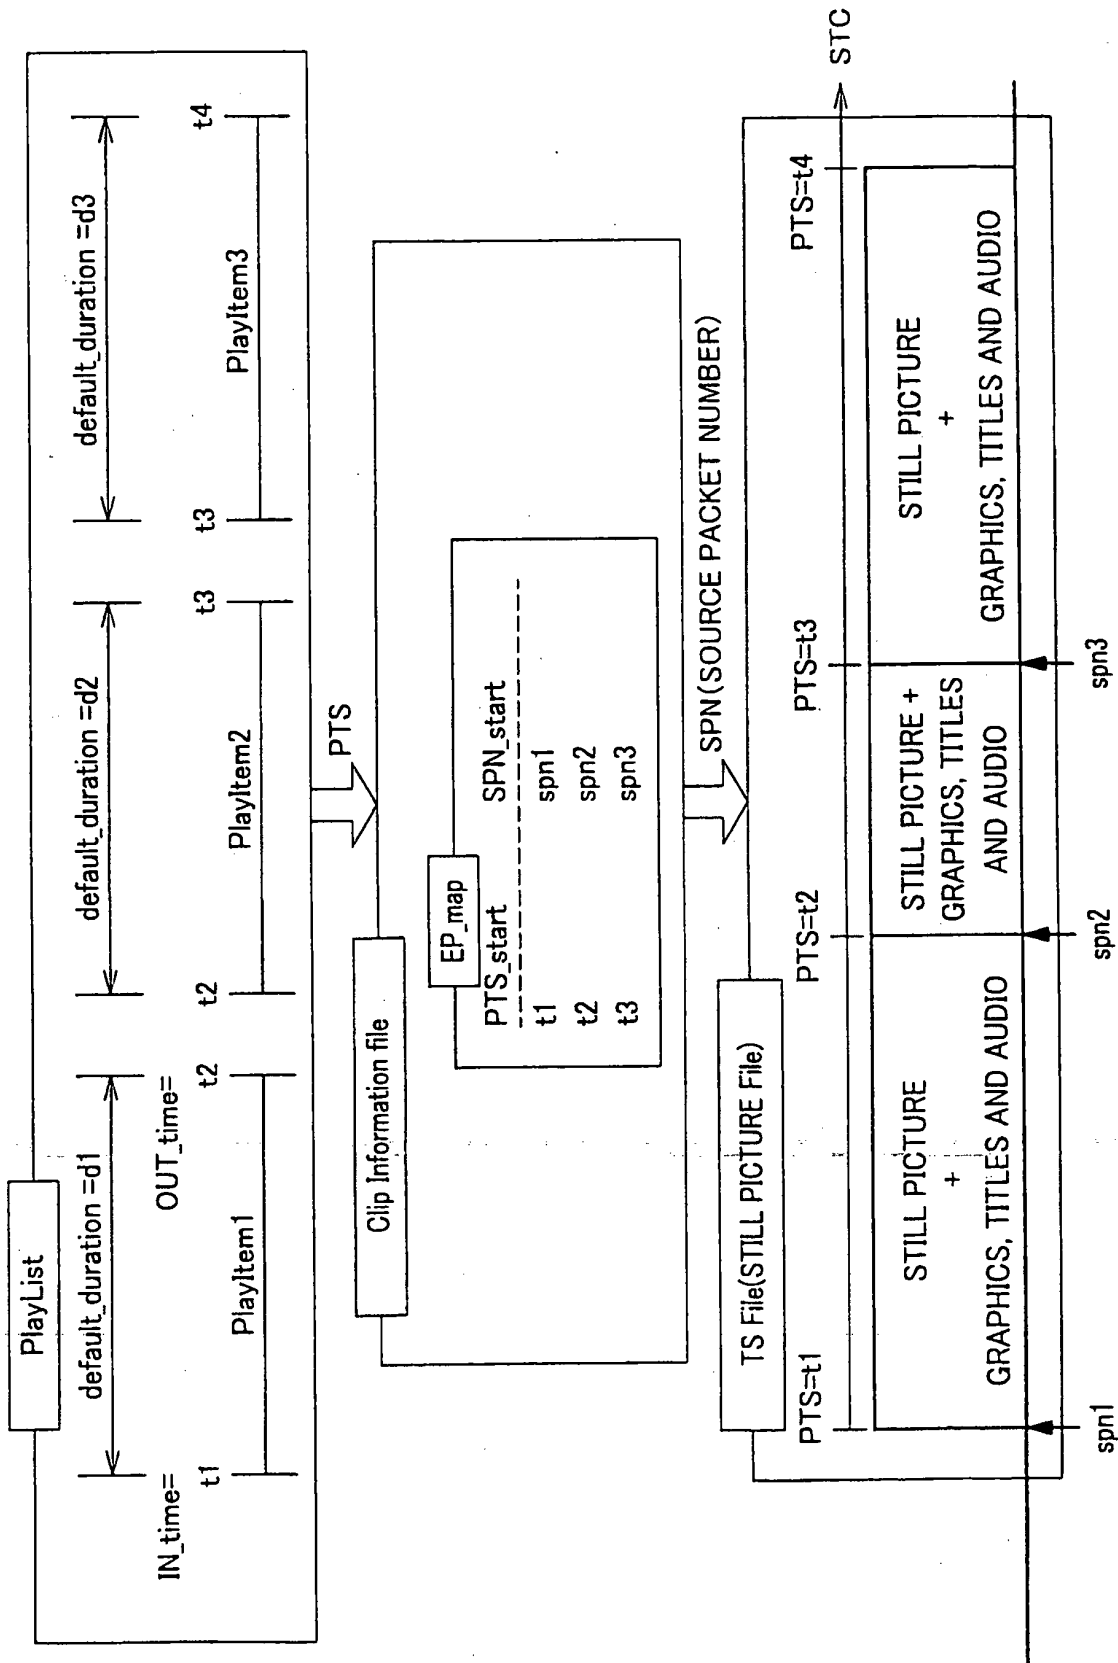 PlayList
default_duration =d1
default_duration =d2
default_duration =d3
IN_time=
OUT_time=
t1
t2
t2
t3
t3
t4
PlayItem1
PlayItem2
PlayItem3
PTS
Clip Information file
EP_map
PTS_start SPN_start
t1 spn1
t2 spn2
t3 spn3
SPN(SOURCE PACKET NUMBER)
TS File(STILL PICTURE File)
PTS=t1
PTS=t2
PTS=t3
PTS=t4
STC
STILL PICTURE
+
GRAPHICS, TITLES AND AUDIO
STILL PICTURE +
GRAPHICS, TITLES
AND AUDIO
STILL PICTURE
+
GRAPHICS, TITLES AND AUDIO
spn1
spn2
spn3